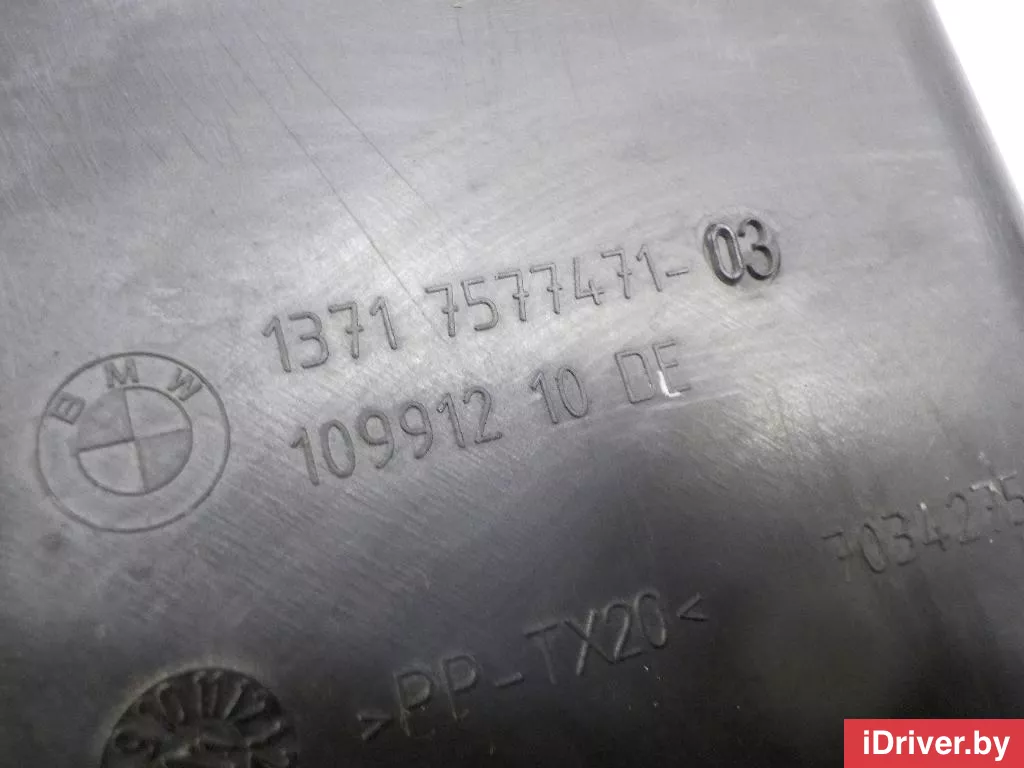 1371 7577471-03
BMW
109912 10 DE
7034275
>PP-TX20<
iDriver.by